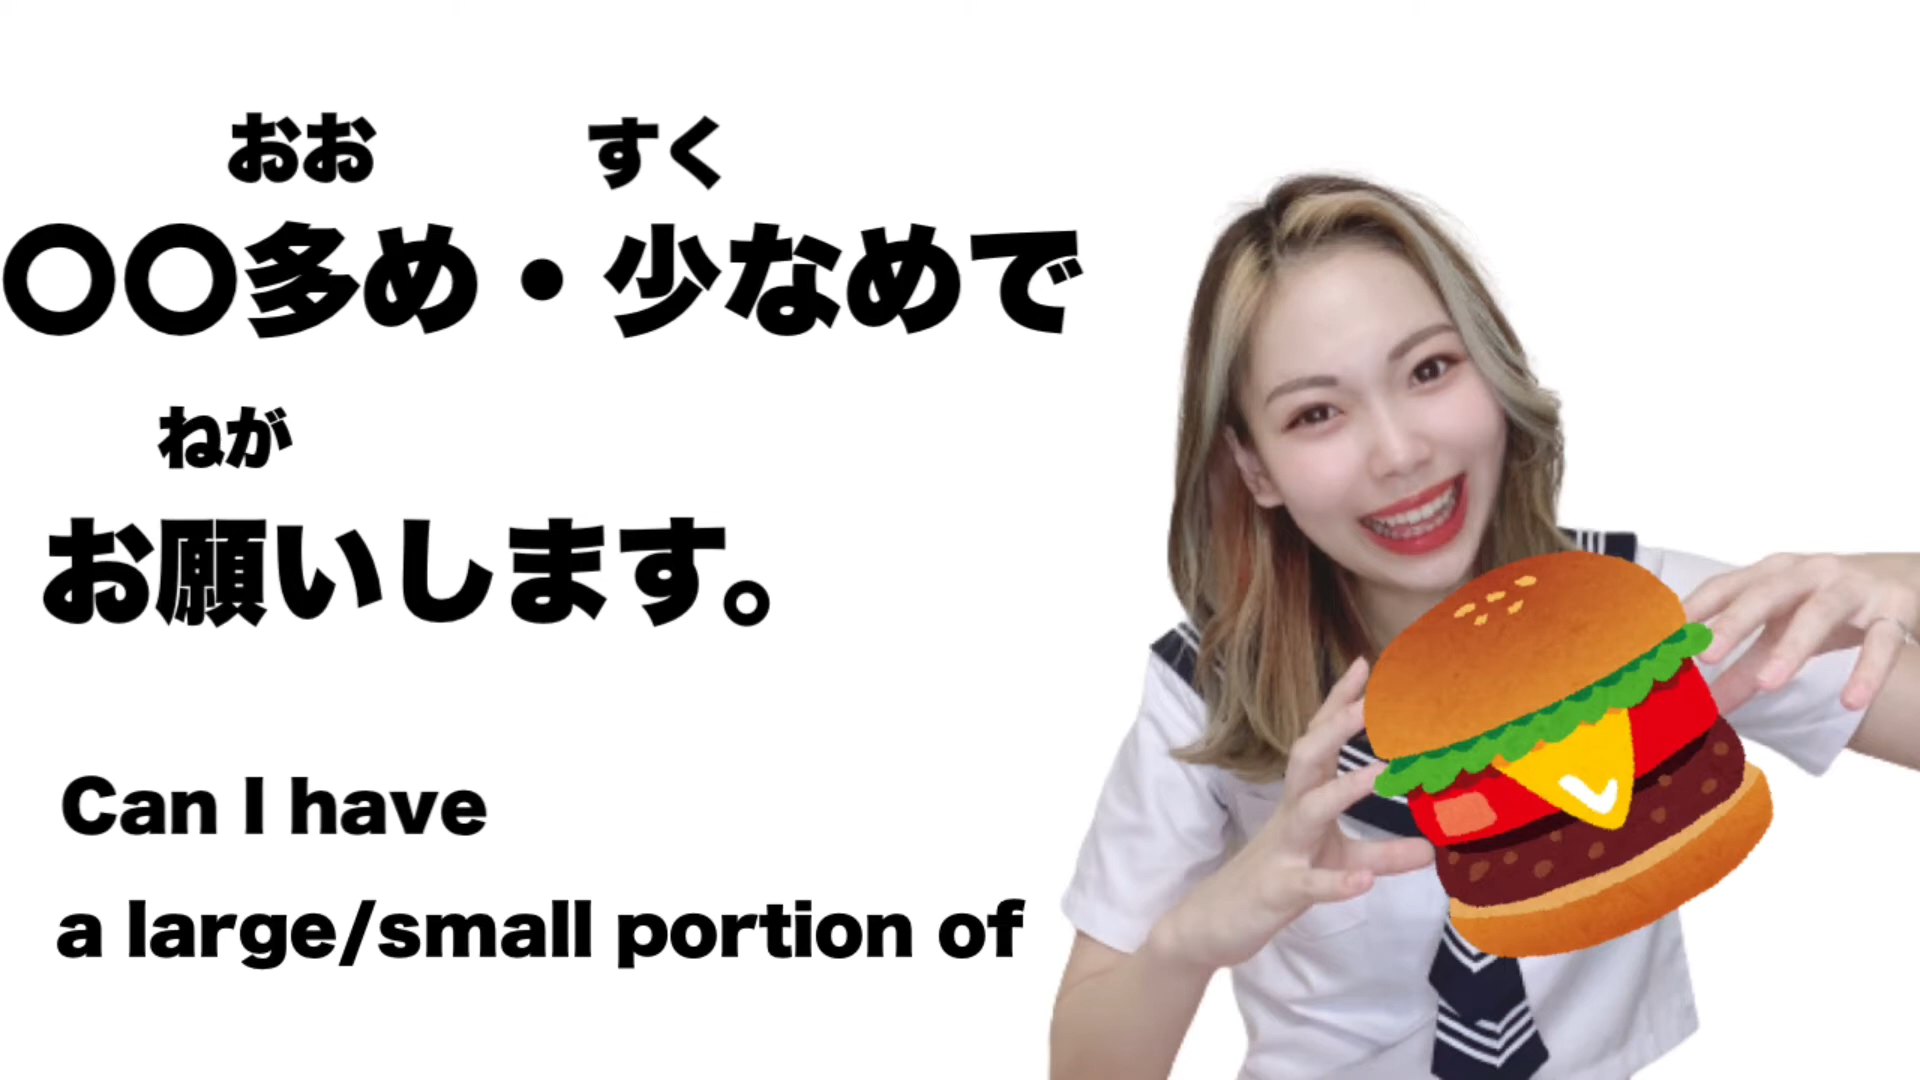 おお すく
〇〇多め・少なめで
ねが
お願いします。
Can I have
a large/small portion of